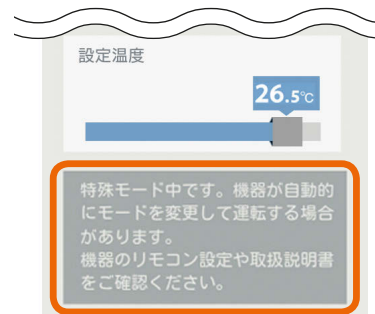 設定温度
26.5℃
特殊モード中です。機器が自動的
にモードを変更して運転する場合
があります。
機器のリモコン設定や取扱説明書
をご確認ください。